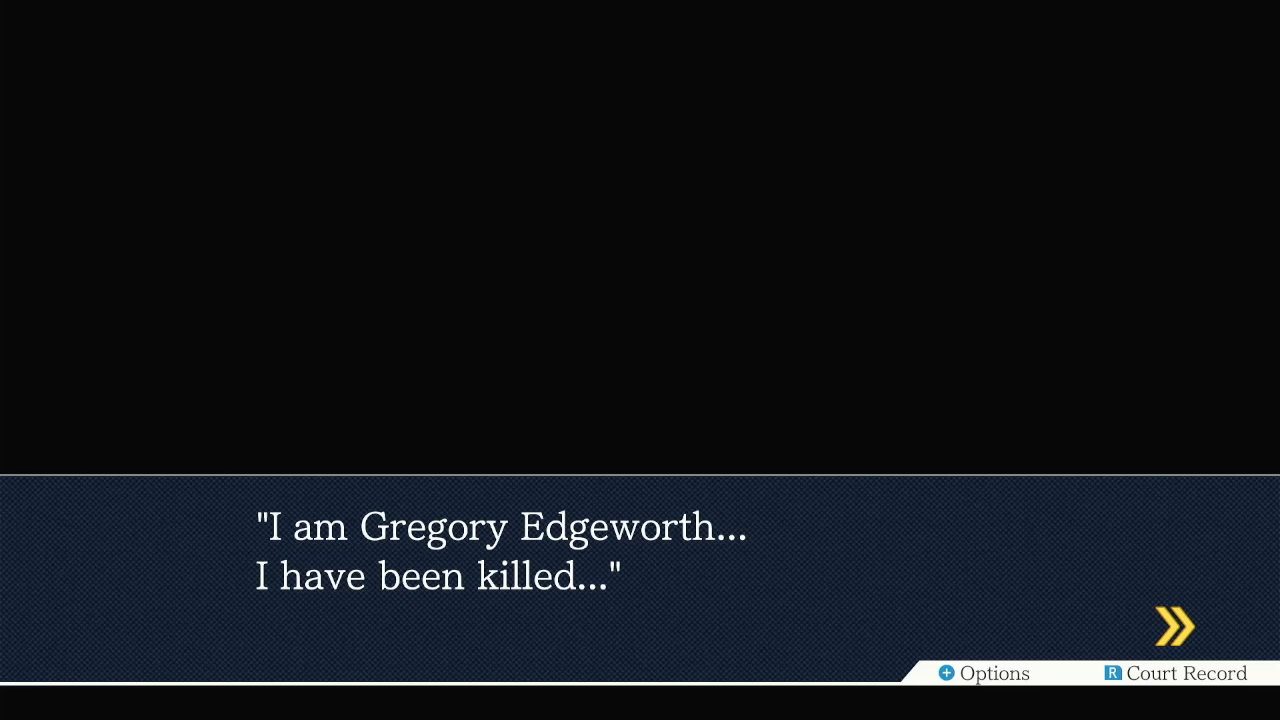 "I am Gregory Edgeworth...
I have been killed..."
+ Options
R Court Record